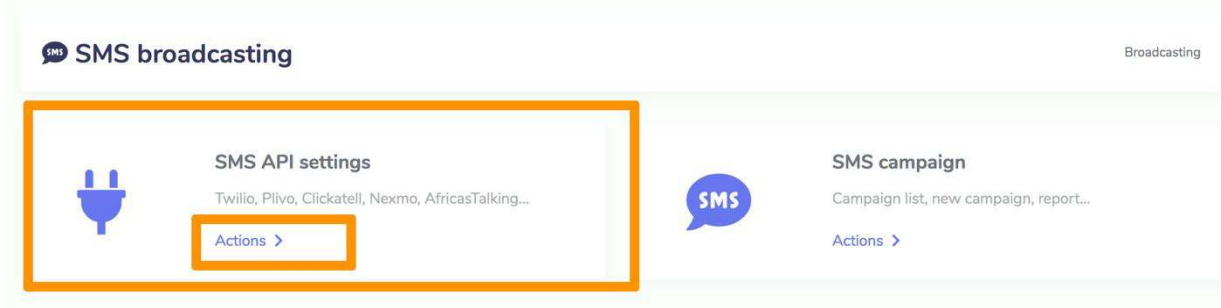 SMS SMS broadcasting
Broadcasting
SMS API settings
Twilio, Plivo, Clickatell, Nexmo, AfricasTalking...
Actions >
SMS
SMS campaign
Campaign list, new campaign, report...
Actions >